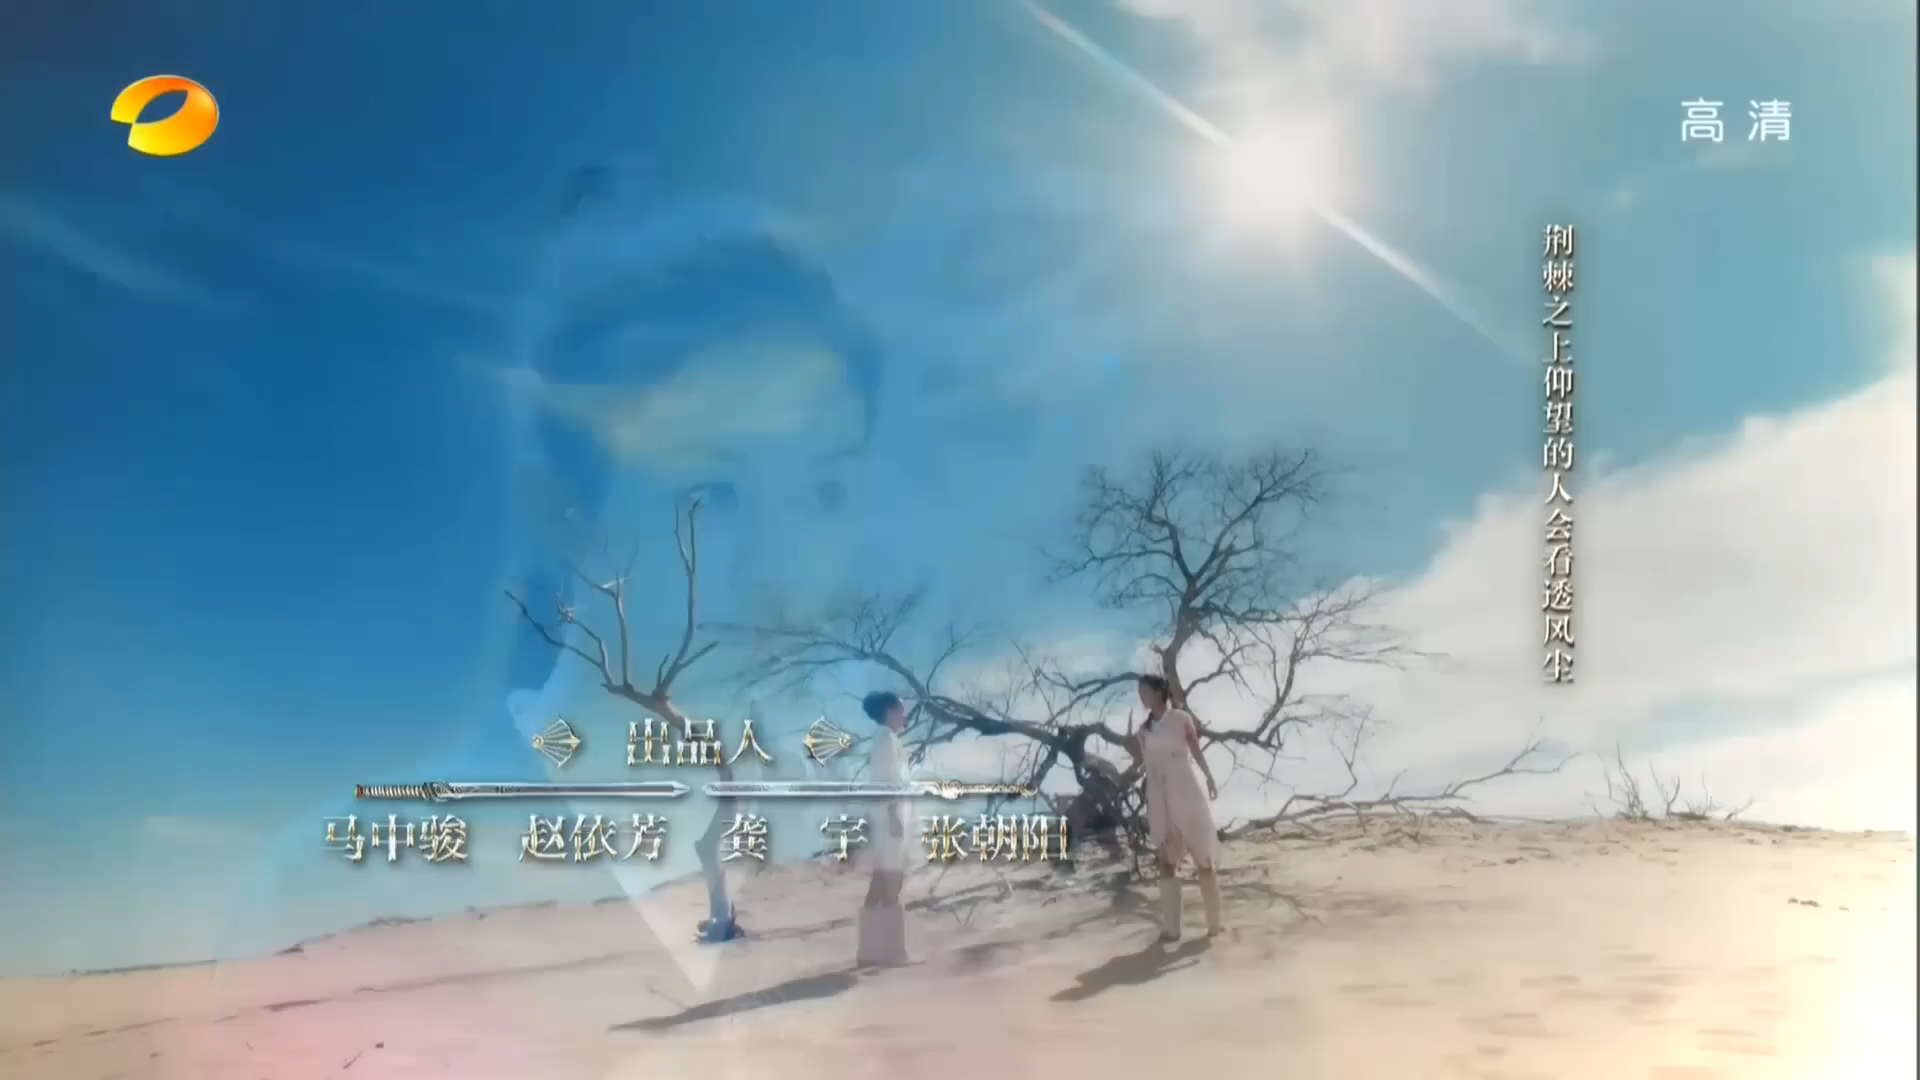 高清
荆棘之上仰望的人会看透风尘
出品人
马中骏 赵依芳 龚宇 张朝阳